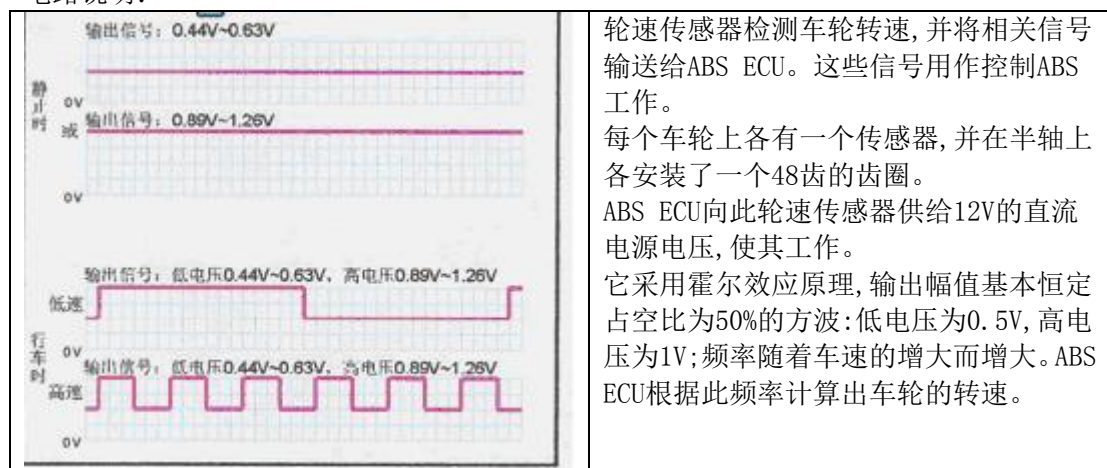 输出信号：0.44V~0.63V
静止时
0V
或
输出信号：0.89V~1.26V
0V
输出信号：低电压0.44V~0.63V，高电压0.89V~1.26V
低速
行车时
0V
输出信号：低电压0.44V~0.63V，高电压0.89V~1.26V
高速
0V
轮速传感器检测车轮转速,并将相关信号
输送给ABS ECU。这些信号用作控制ABS
工作。
每个车轮上各有一个传感器,并在半轴上
各安装了一个48齿的齿圈。
ABS ECU向此轮速传感器供给12V的直流
电源电压,使其工作。
它采用霍尔效应原理,输出幅值基本恒定
占空比为50%的方波:低电压为0.5V,高电
压为1V;频率随着车速的增大而增大。ABS
ECU根据此频率计算出车轮的转速。